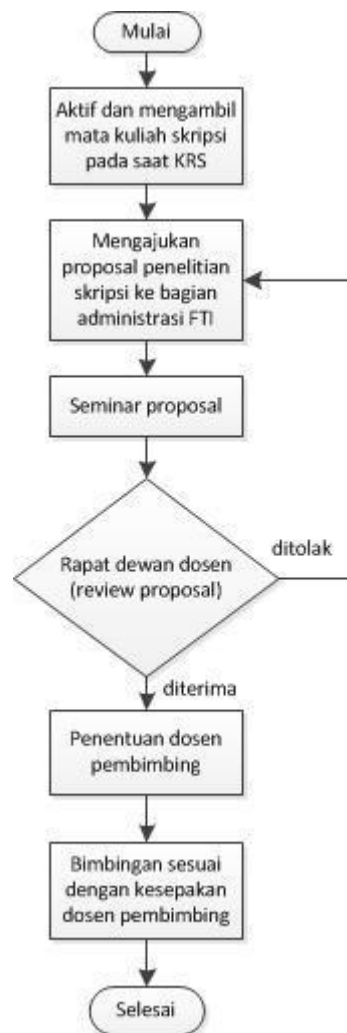 Mulai
Aktif dan mengambil
mata kuliah skripsi
pada saat KRS
Mengajukan
proposal penelitian
skripsi ke bagian
administrasi FTI
Seminar proposal
Rapat dewan dosen
(review proposal)
ditolak
diterima
Penentuan dosen
pembimbing
Bimbingan sesuai
dengan kesepakan
dosen pembimbing
Selesai